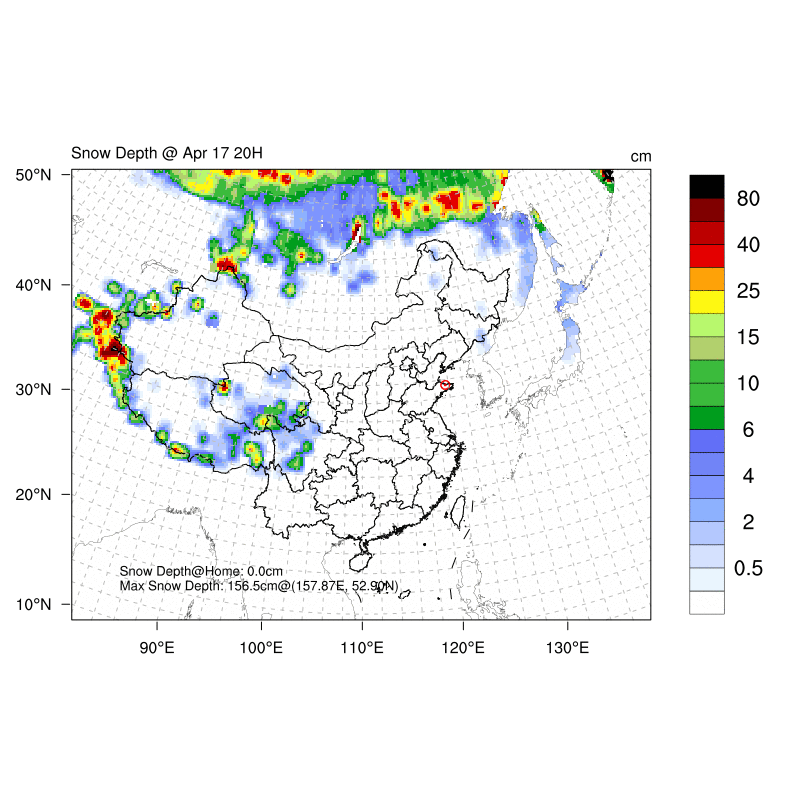 Snow Depth @ Apr 17 20H
cm
50°N
40°N
30°N
20°N
10°N
90°E
100°E
110°E
120°E
130°E
80
40
25
15
10
6
4
2
0.5
Snow Depth@Home: 0.0cm
Max Snow Depth: 156.5cm@(157.87E, 52.90N)